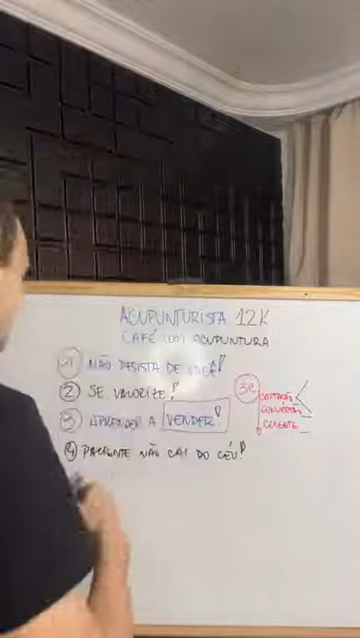 ACUPUNTURISTA 12K
CAFÉ COM ACUPUNTURA
1 NÃO DESISTA DE VOCÊ!
2 SE VALORIZE!
3 APRENDER A VENDER!
4 PACIENTE NÃO CAI DO CÉU!
3C
CAPTAÇÃO
CONVERSÃO
CLIENTE